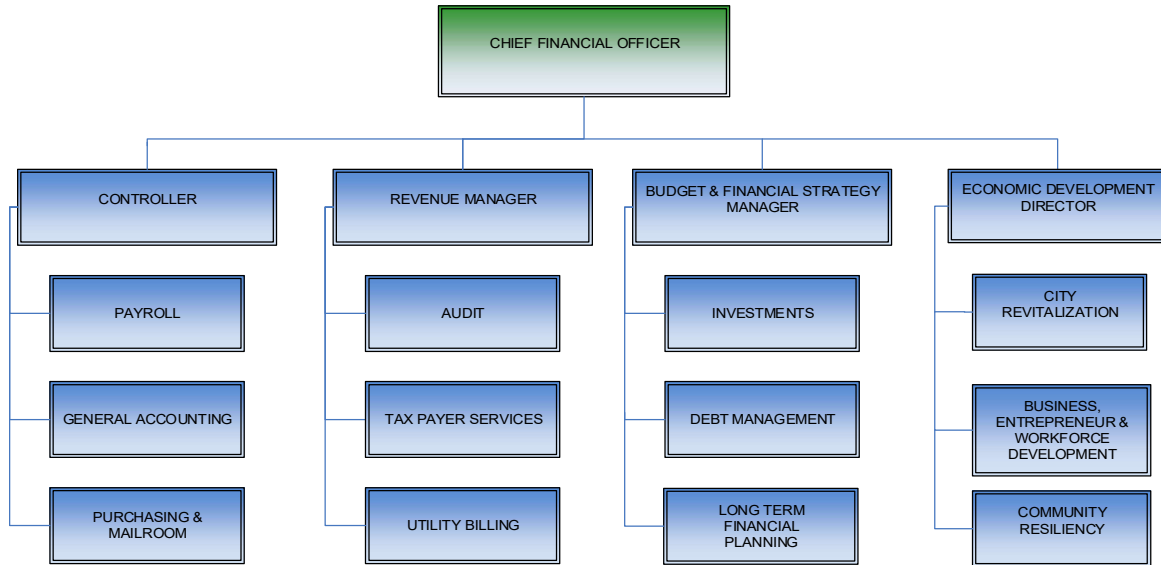 CHIEF FINANCIAL OFFICER
CONTROLLER
REVENUE MANAGER
BUDGET & FINANCIAL STRATEGY
MANAGER
ECONOMIC DEVELOPMENT
DIRECTOR
PAYROLL
AUDIT
INVESTMENTS
CITY
REVITALIZATION
GENERAL ACCOUNTING
TAX PAYER SERVICES
DEBT MANAGEMENT
BUSINESS,
ENTREPRENEUR &
WORKFORCE
DEVELOPMENT
PURCHASING &
MAILROOM
UTILITY BILLING
LONG TERM
FINANCIAL
PLANNING
COMMUNITY
RESILIENCY